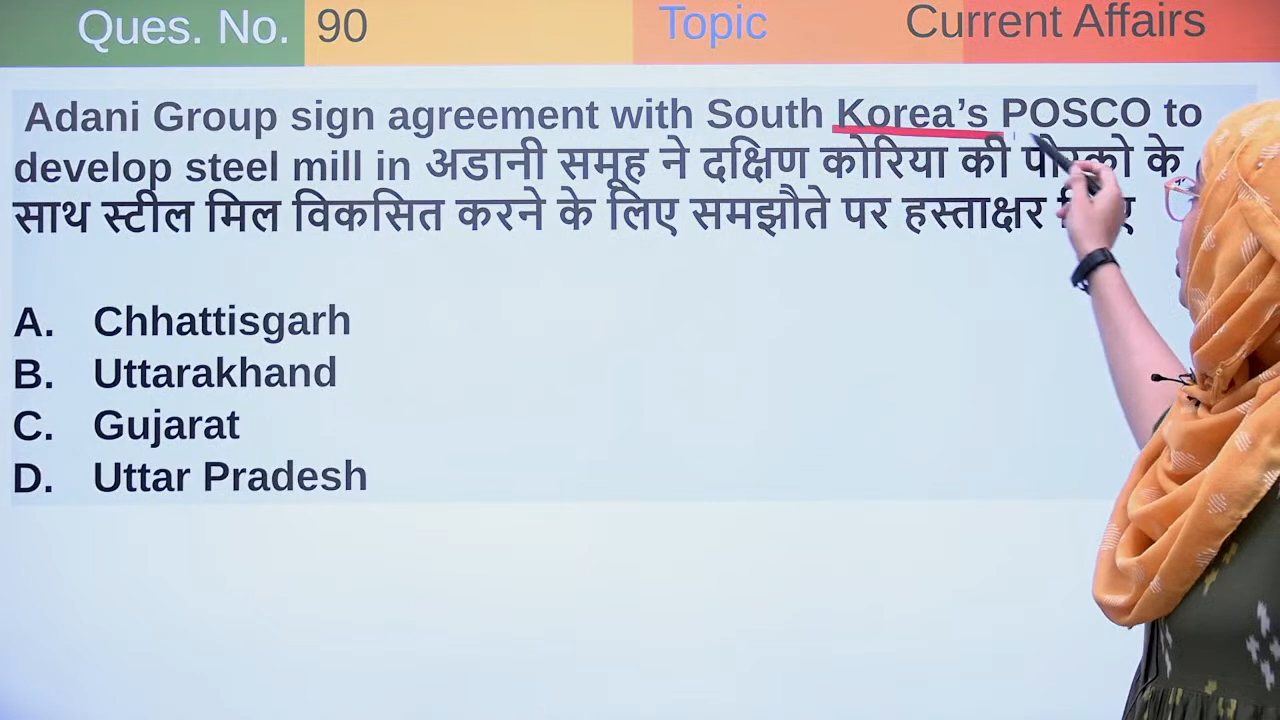 Ques. No. 90 Topic Current Affairs
Adani Group sign agreement with South Korea's POSCO to
develop steel mill in अडानी समूह ने दक्षिण कोरिया की के
साथ स्टील मिल विकसित करने के लिए समझौते पर हस्ताक्षर
A. Chhattisgarh
B. Uttarakhand
C. Gujarat
D. Uttar Pradesh